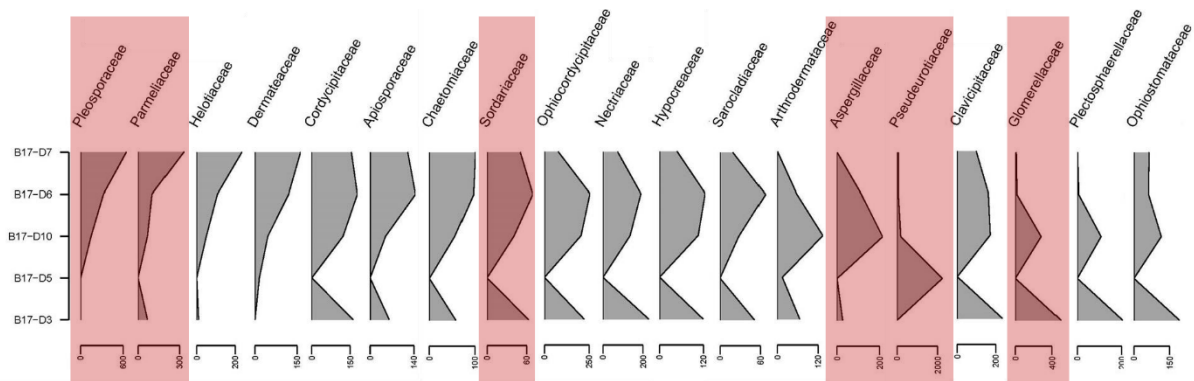 Pleosporaceae
Parmeliaceae
Helotiaceae
Dermateaceae
Cordycipitaceae
Apiosporaceae
Chaetomiaceae
Sordariaceae
Ophiocordycipitaceae
Nectriaceae
Hypocreaceae
Sarocladiaceae
Arthrodermataceae
Aspergillaceae
Pseudeurotiaceae
Clavicipitaceae
Glomerellaceae
Plectosphaerellaceae
Ophiostomataceae
B17-D7
B17-D6
B17-D10
B17-D5
B17-D3
0 600
0 300
0 200
0 150
0 150
0 140
0 100
0 60
0 250
0 200
0 120
0 60
0 120
0 200
0 2000
0 200
0 400
0 200
0 150